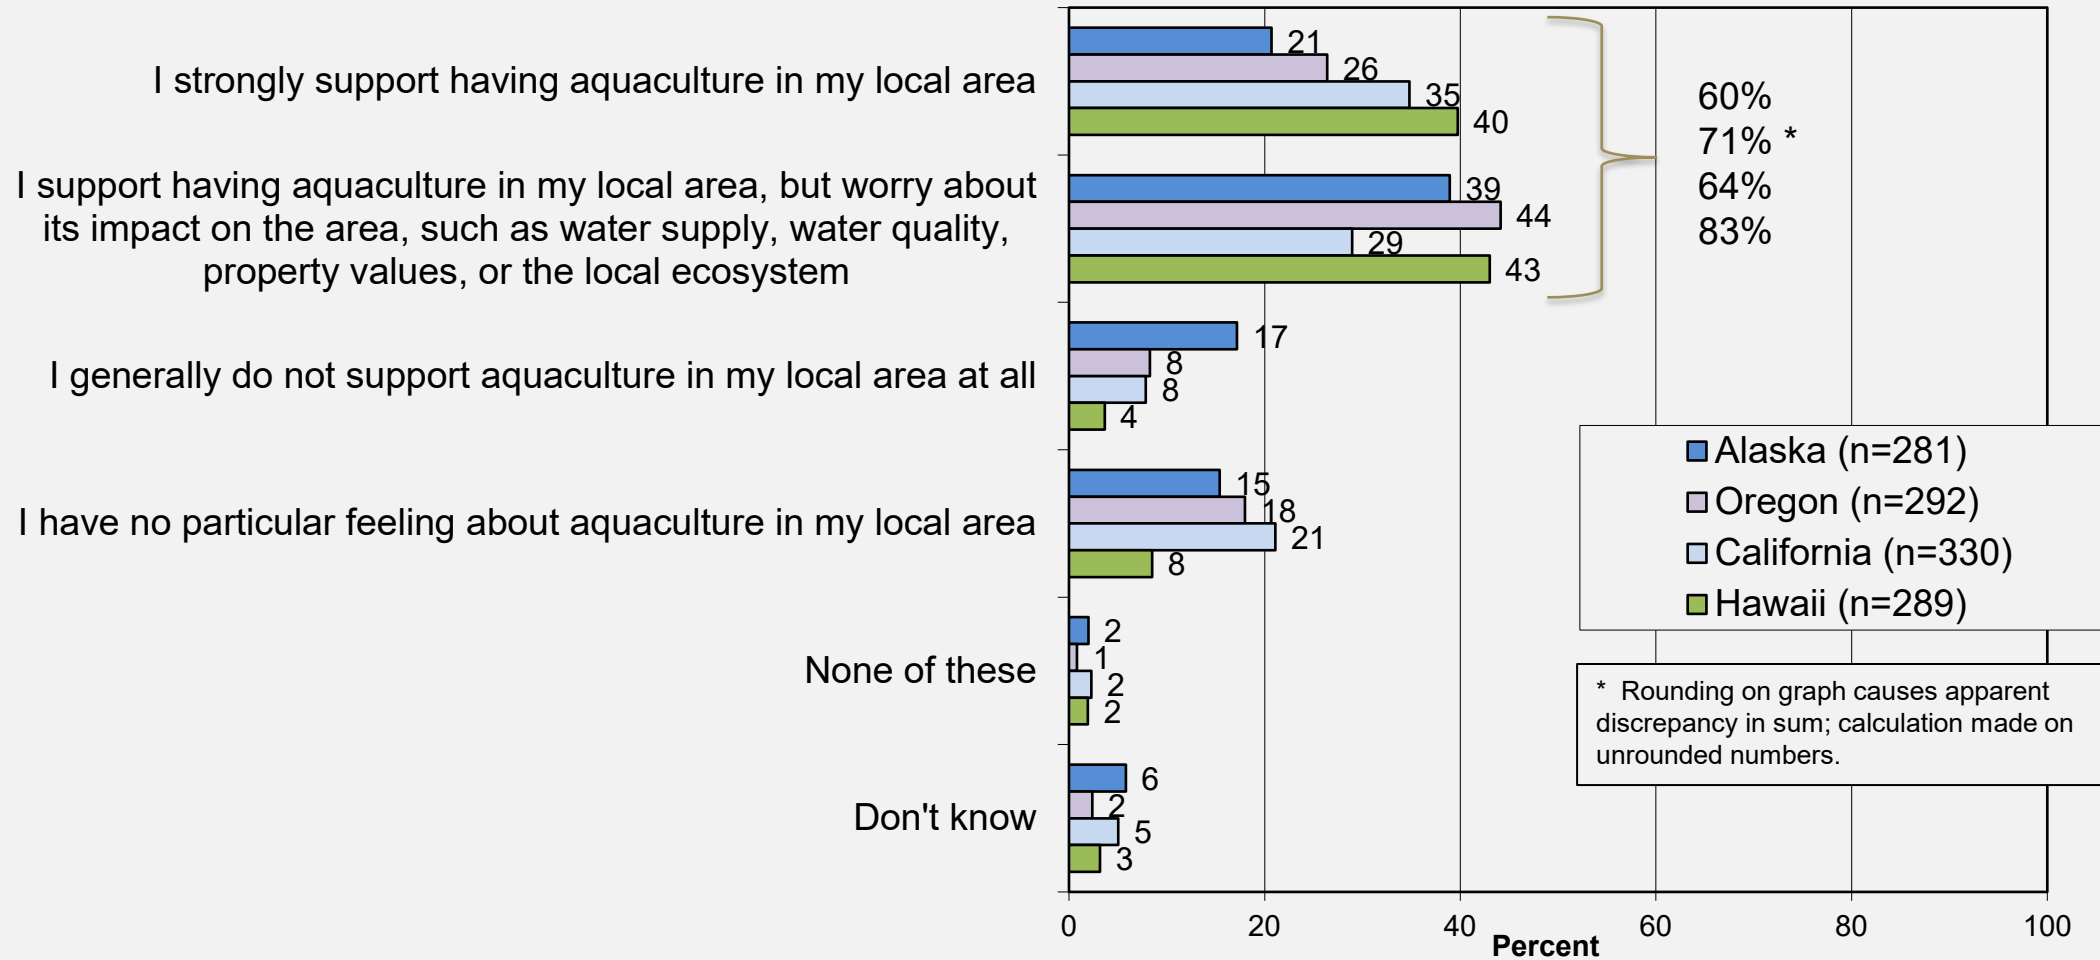 I strongly support having aquaculture in my local area
21
26
35
40
60%
71% *
64%
83%
I support having aquaculture in my local area, but worry about
its impact on the area, such as water supply, water quality,
property values, or the local ecosystem
39
44
29
43
I generally do not support aquaculture in my local area at all
17
8
8
4
I have no particular feeling about aquaculture in my local area
15
18
21
8
None of these
2
1
2
2
Don't know
6
2
5
3
Alaska (n=281)
Oregon (n=292)
California (n=330)
Hawaii (n=289)
* Rounding on graph causes apparent
discrepancy in sum; calculation made on
unrounded numbers.
0 20 40 60 80 100
Percent